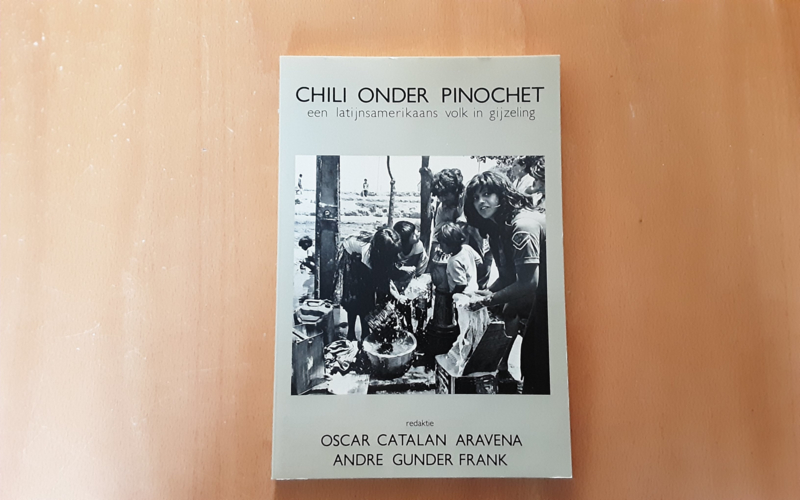 CHILI ONDER PINOCHET
een latijnsamerikaans volk in gijzeling
redaktie
OSCAR CATALAN ARAVENA
ANDRE GUNDER FRANK